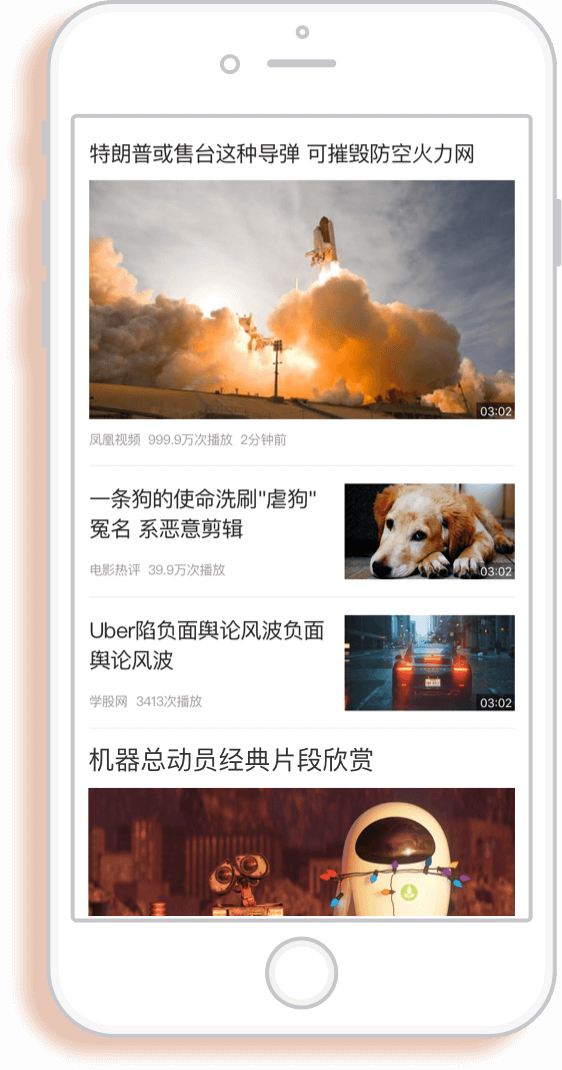 特朗普或售台这种导弹 可摧毁防空火力网
03:02
凤凰视频 999.9万次播放 2分钟前
一条狗的使命洗刷"虐狗"
冤名 系恶意剪辑
电影热评 39.9万次播放
03:02
Uber陷负面舆论风波负面
舆论风波
学股网 3413次播放
03:02
机器总动员经典片段欣赏